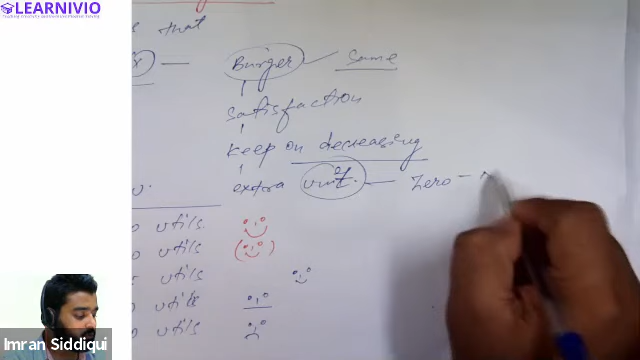 LEARNIVIO
that
Burger Same
satisfaction
keep on decreasing
extra unit — Zero -
utils
utils
utils
utils
utils
Imran Siddiqui